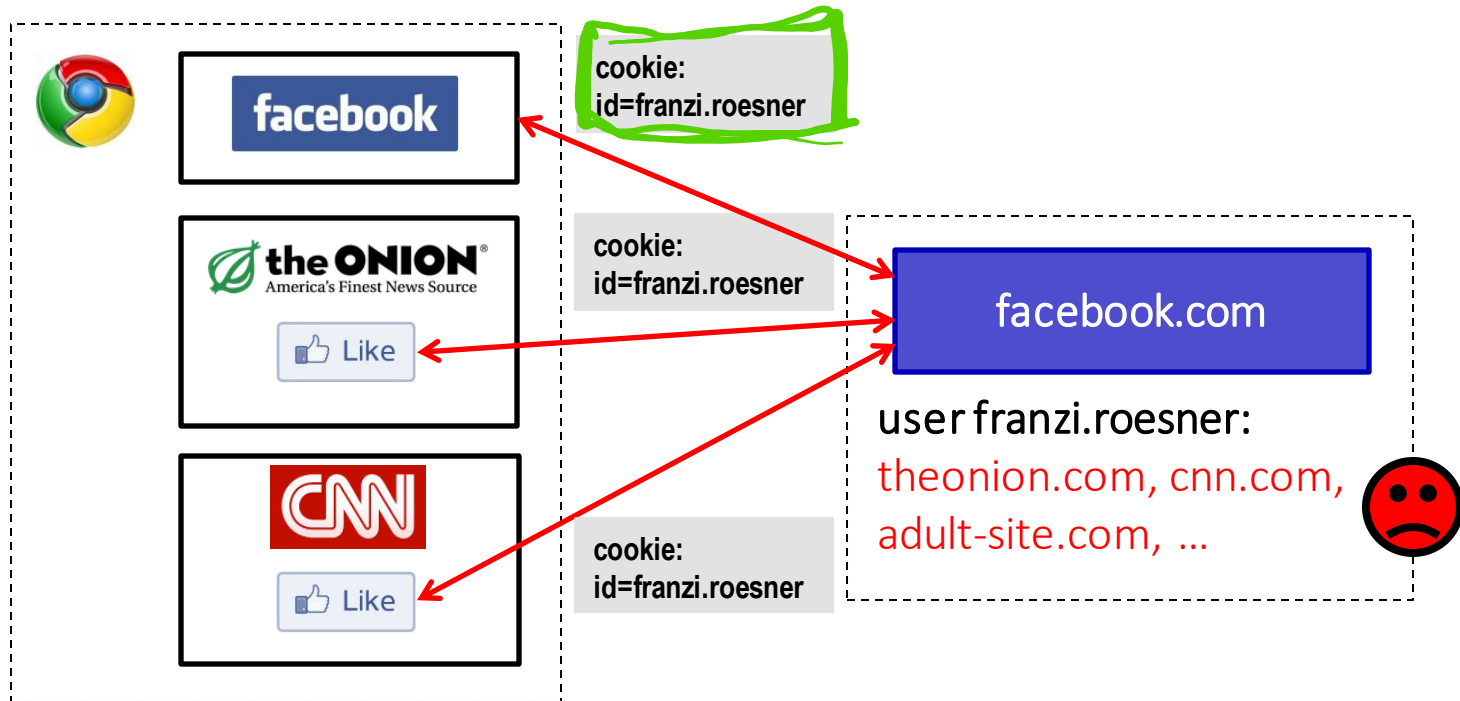 facebook
cookie:
id=franzi.roesner
the ONION®
America's Finest News Source
Like
cookie:
id=franzi.roesner
facebook.com
user franzi.roesner:
theonion.com, cnn.com,
adult-site.com, ...
CNN
Like
cookie:
id=franzi.roesner